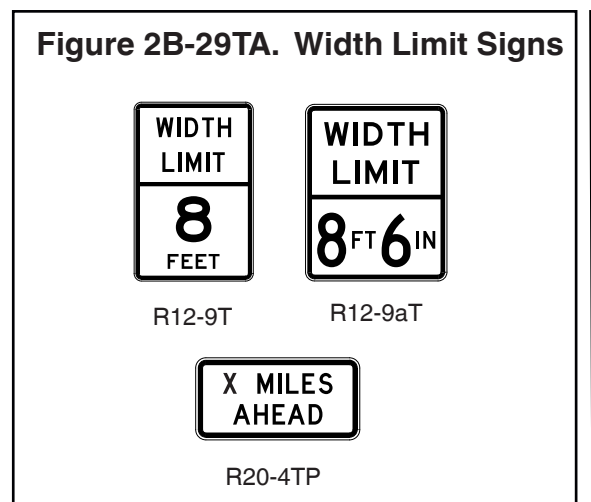 Figure 2B-29TA. Width Limit Signs
WIDTH
LIMIT
8
FEET
R12-9T
WIDTH
LIMIT
8 FT 6 IN
R12-9aT
X MILES
AHEAD
R20-4TP